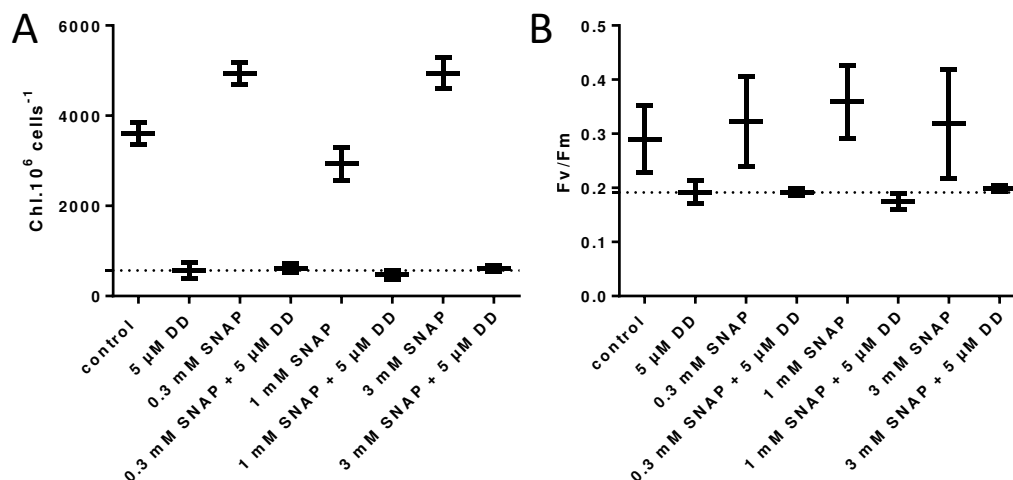 A
Chl.10⁶ cells⁻¹
6000
4000
2000
0
control
5 µM DD
0.3 mM SNAP
0.3 mM SNAP + 5 µM DD
1 mM SNAP
1 mM SNAP + 5 µM DD
3 mM SNAP
3 mM SNAP + 5 µM DD
B
Fv/Fm
0.5
0.4
0.3
0.2
0.1
0.0
control
5 µM DD
0.3 mM SNAP
0.3 mM SNAP + 5 µM DD
1 mM SNAP
1 mM SNAP + 5 µM DD
3 mM SNAP
3 mM SNAP + 5 µM DD